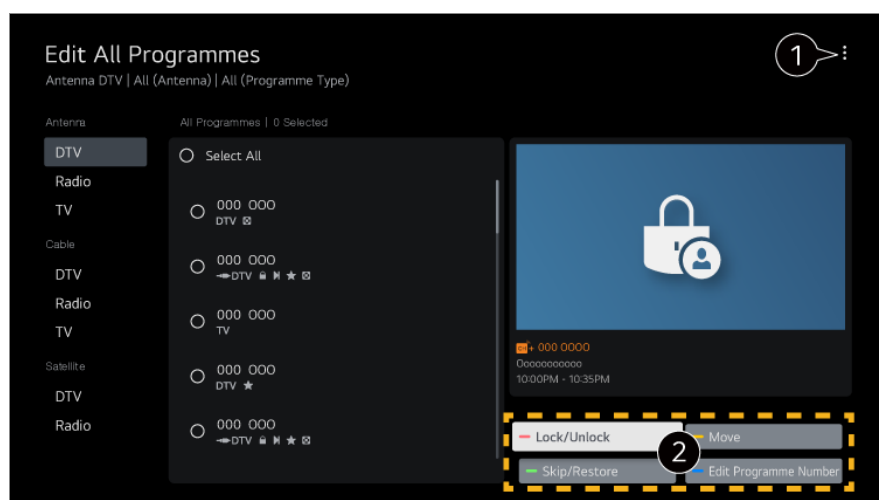 Edit All Programmes
Antenna DTV | All (Antenna) | All (Programme Type)
1
Antenna
DTV
Radio
TV
Cable
DTV
Radio
TV
Satellite
DTV
Radio
All Programmes | 0 Selected
Select All
000 000
DTV
000 000
DTV
000 000
TV
000 000
DTV
000 000
DTV
+ 000 0000
Ooooooooooo
10:00PM - 10:35PM
Lock/Unlock
2
Move
Skip/Restore
Edit Programme Number